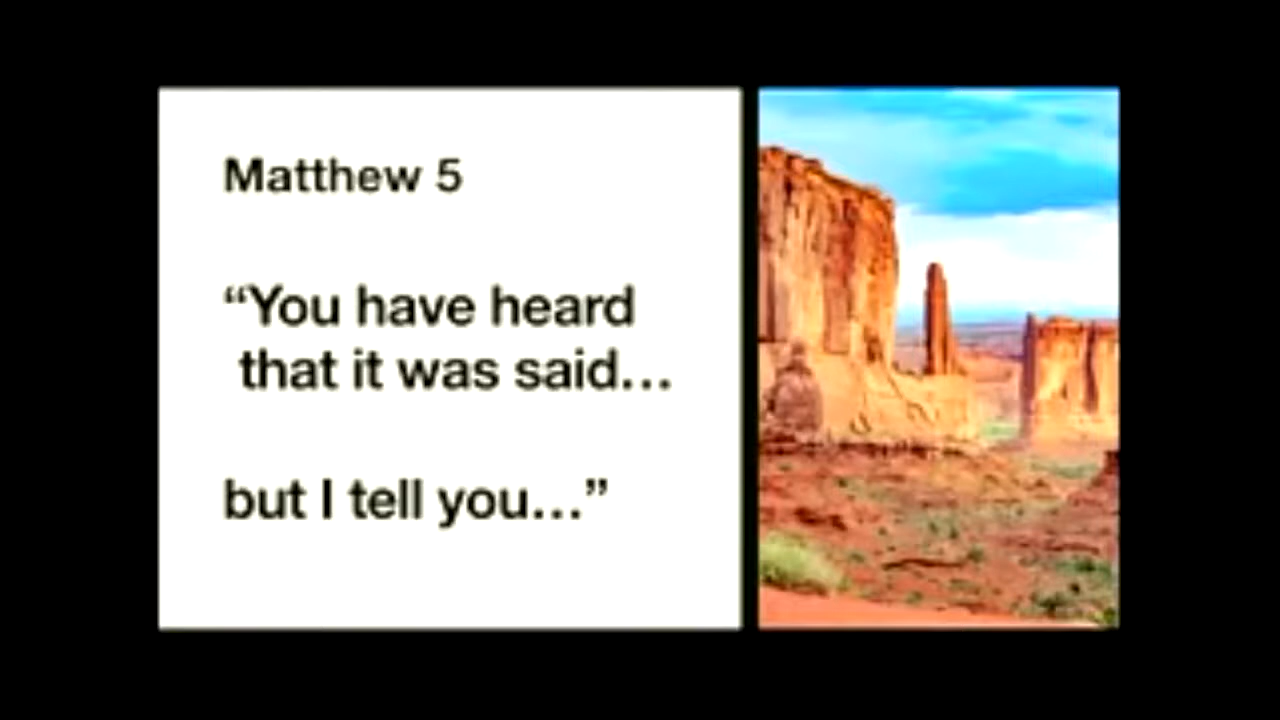 Matthew 5
“You have heard
that it was said...
but I tell you...”